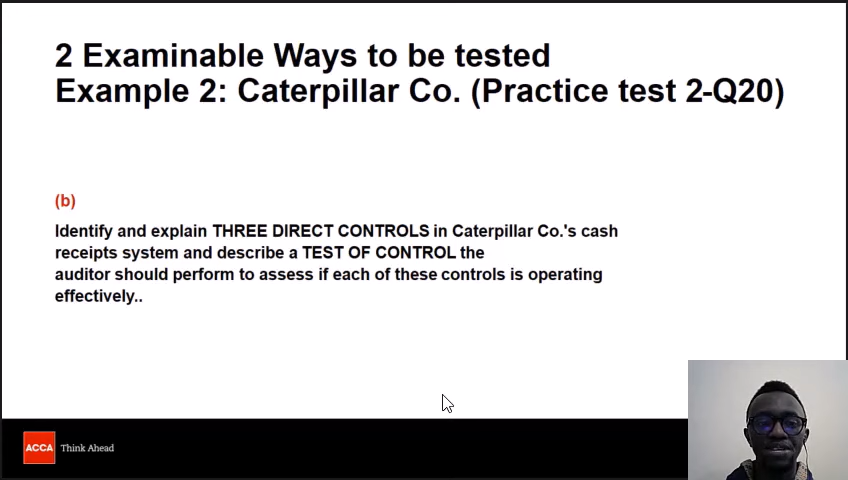 2 Examinable Ways to be tested
Example 2: Caterpillar Co. (Practice test 2-Q20)
(b)
Identify and explain THREE DIRECT CONTROLS in Caterpillar Co.'s cash
receipts system and describe a TEST OF CONTROL the
auditor should perform to assess if each of these controls is operating
effectively..
ACCA Think Ahead